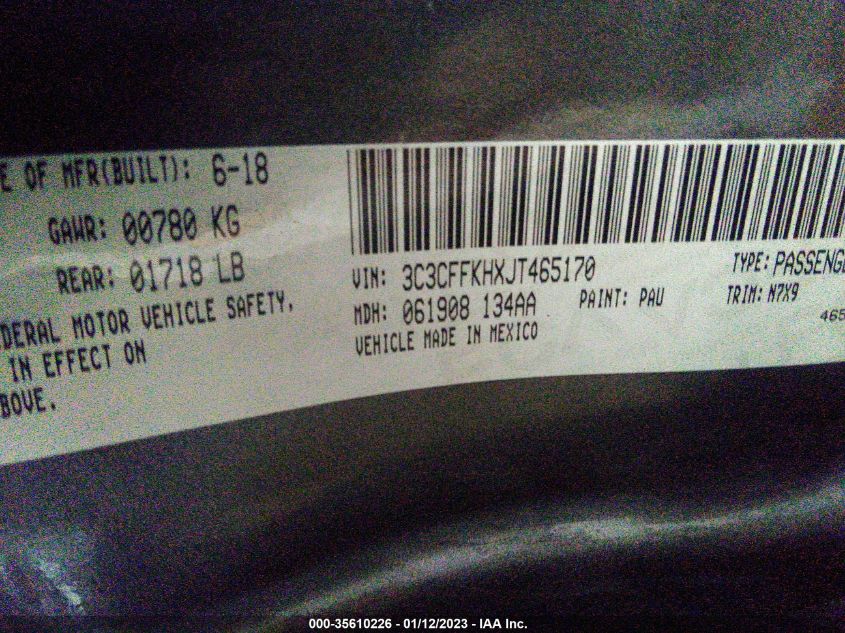 E OF MFR(BUILT): 6-18
GAWR: 00780 KG
REAR: 01718 LB
DERAL MOTOR VEHICLE SAFETY,
IN EFFECT ON
BOVE.
VIN: 3C3CFFKHXJT465170
TYPE: PASSENGE
MDH: 061908 134AA
PAINT: PAU
TRIM: N7X9
VEHICLE MADE IN MEXICO
465
000-35610226 - 01/12/2023 - IAA Inc.